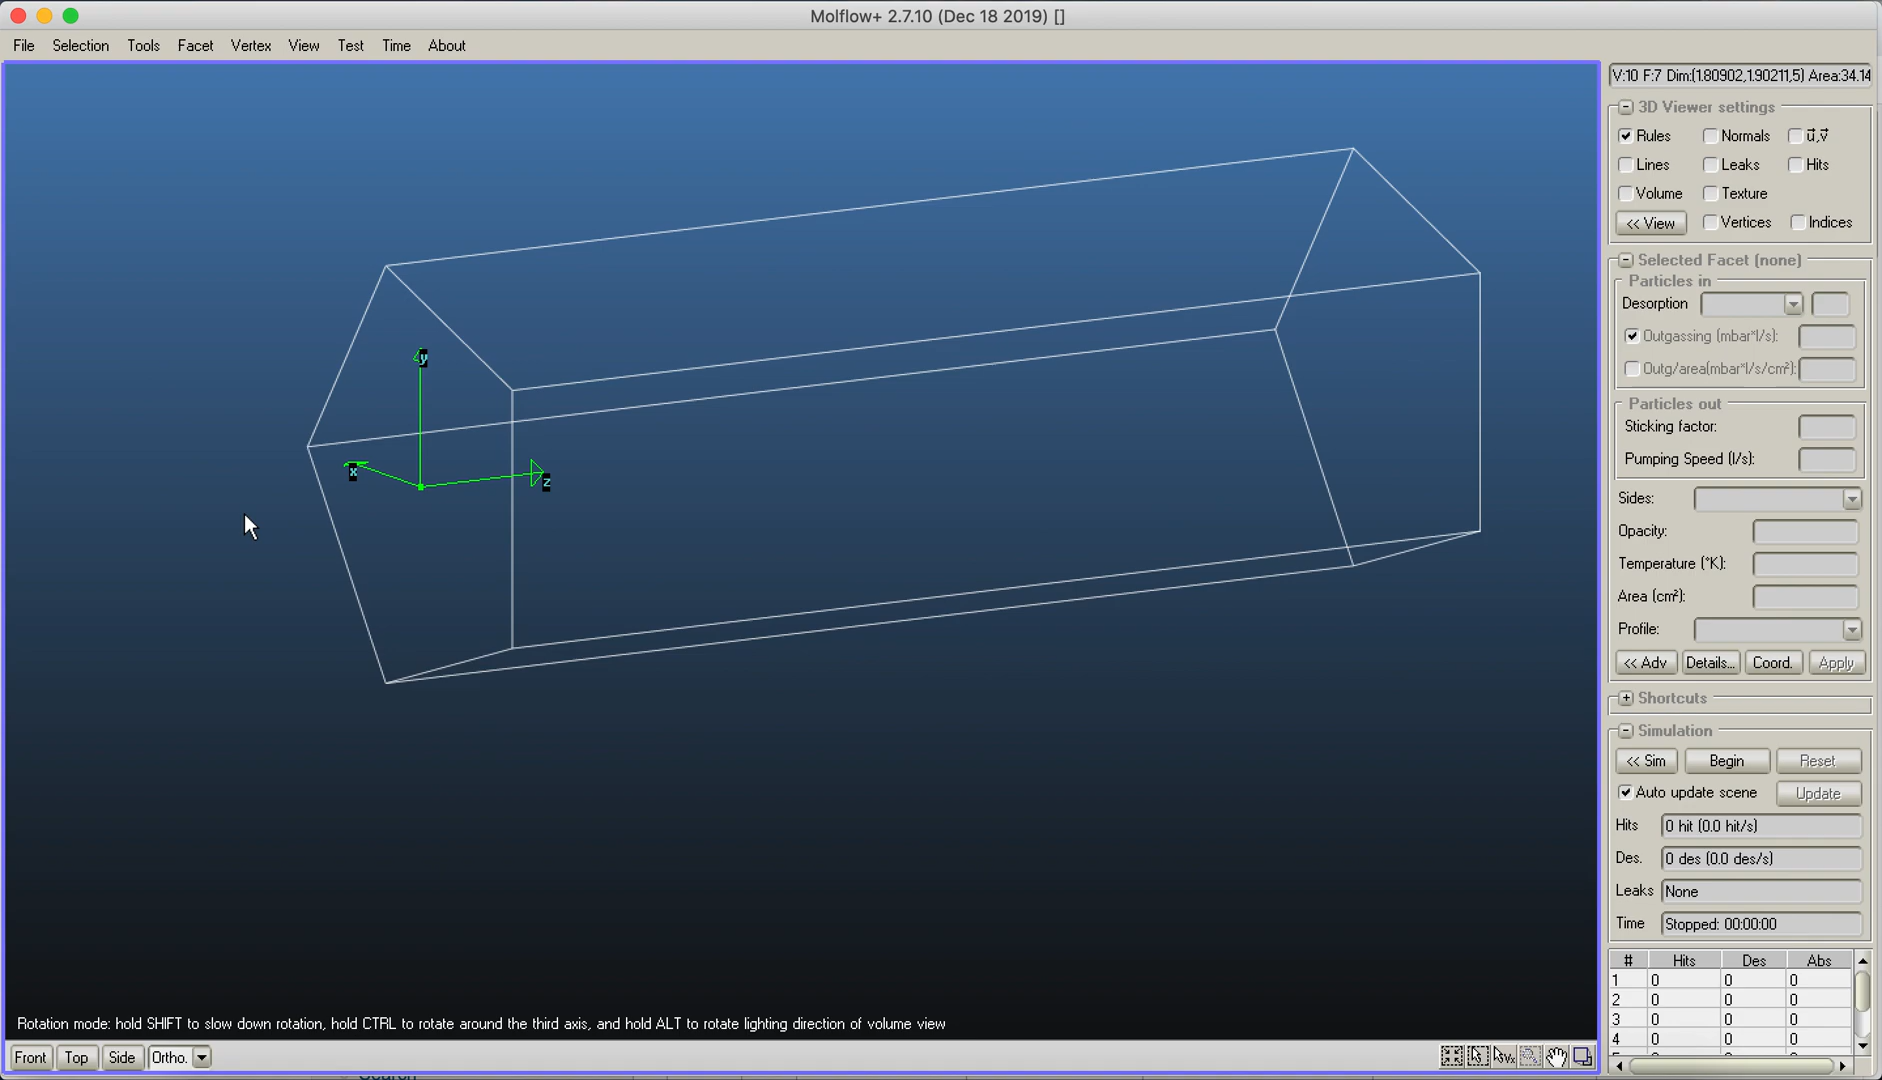 Molflow+ 2.7.10 (Dec 18 2019) []
File Selection Tools Facet Vertex View Test Time About
V:10 F:7 Dim:(1.80902,1.90211,5) Area:34.14
3D Viewer settings
Rules Normals u,v
Lines Leaks Hits
Volume Texture
<< View Vertices Indices
Selected Facet (none)
Particles in
Desorption
Outgassing (mbar*l/s):
Outg/area(mbar*l/s/cm²):
Particles out
Sticking factor:
Pumping Speed (l/s):
Sides:
Opacity:
Temperature (°K):
Area (cm²):
Profile:
<< Adv Details... Coord. Apply
Shortcuts
Simulation
<< Sim Begin Reset
Auto update scene Update
Hits 0 hit (0.0 hit/s)
Des. 0 des (0.0 des/s)
Leaks None
Time Stopped: 00:00:00
# Hits Des Abs
1 0 0 0
2 0 0 0
3 0 0 0
4 0 0 0
y
x
z
Rotation mode: hold SHIFT to slow down rotation, hold CTRL to rotate around the third axis, and hold ALT to rotate lighting direction of volume view
Front Top Side Ortho.